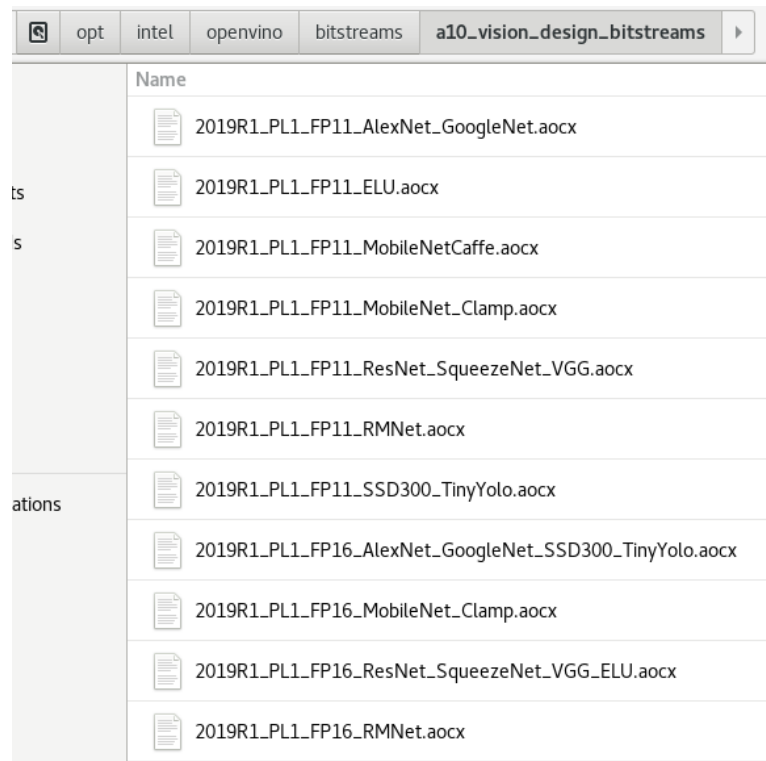 opt intel openvino bitstreams a10_vision_design_bitstreams
Name
2019R1_PL1_FP11_AlexNet_GoogleNet.aocx
2019R1_PL1_FP11_ELU.aocx
ts
2019R1_PL1_FP11_MobileNetCaffe.aocx
s
2019R1_PL1_FP11_MobileNet_Clamp.aocx
2019R1_PL1_FP11_ResNet_SqueezeNet_VGG.aocx
2019R1_PL1_FP11_RMNet.aocx
2019R1_PL1_FP11_SSD300_TinyYolo.aocx
ations
2019R1_PL1_FP16_AlexNet_GoogleNet_SSD300_TinyYolo.aocx
2019R1_PL1_FP16_MobileNet_Clamp.aocx
2019R1_PL1_FP16_ResNet_SqueezeNet_VGG_ELU.aocx
2019R1_PL1_FP16_RMNet.aocx